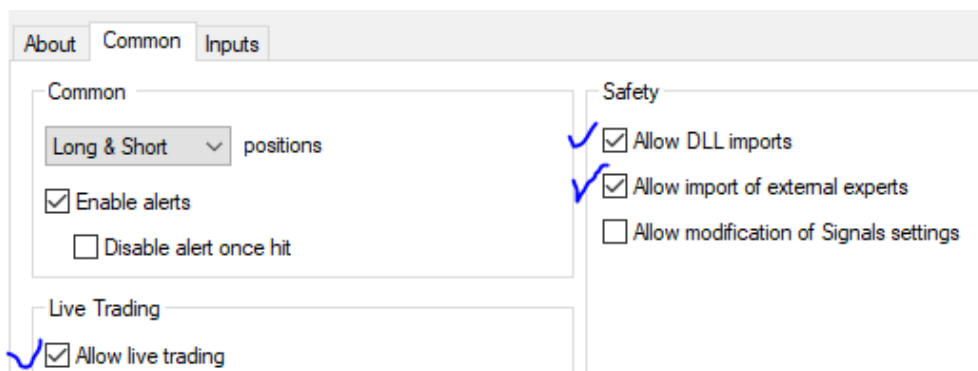 About Common Inputs
Common
Long & Short positions
Enable alerts
Disable alert once hit
Live Trading
Allow live trading
Safety
Allow DLL imports
Allow import of external experts
Allow modification of Signals settings